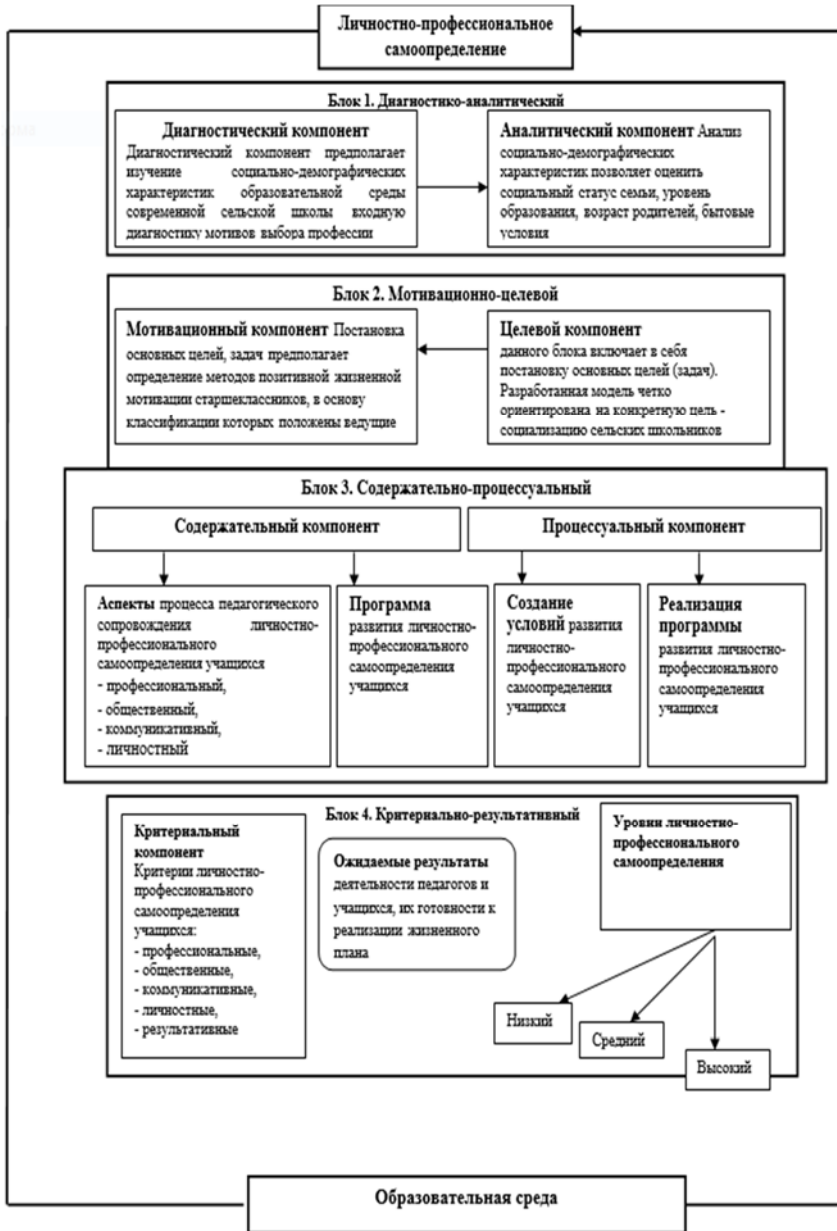 Личностно-профессиональное
самоопределение
Блок 1. Диагностико-аналитический
Диагностический компонент
Диагностический компонент предполагает
изучение социально-демографических
характеристик образовательной среды
современной сельской школы входную
диагностику мотивов выбора профессии
Аналитический компонент Анализ
социально-демографических
характеристик позволяет оценить
социальный статус семьи, уровень
образования, возраст родителей, бытовые
условия
Блок 2. Мотивационно-целевой
Мотивационный компонент Постановка
основных целей, задач предполагает
определение методов позитивной жизненной
мотивации старшеклассников, в основу
классификации которых положены ведущие
Целевой компонент
данного блока включает в себя
постановку основных целей (задач).
Разработанная модель четко
ориентирована на конкретную цель -
социализацию сельских школьников
Блок 3. Содержательно-процессуальный
Содержательный компонент
Процессуальный компонент
Аспекты процесса педагогического
сопровождения личностно-
профессионального
самоопределения учащихся
- профессиональный,
- общественный,
- коммуникативный,
- личностный
Программа
развития личностно-
профессионального
самоопределения
учащихся
Создание
условий развития
личностно-
профессионального
самоопределения
учащихся
Реализация
программы
развития личностно-
профессионального
самоопределения
учащихся
Блок 4. Критериально-результативный
Критериальный
компонент
Критерии личностно-
профессионального
самоопределения
учащихся:
- профессиональные,
- общественные,
- коммуникативные,
- личностные,
- результативные
Ожидаемые результаты
деятельности педагогов и
учащихся, их готовности к
реализации жизненного
плана
Уровни личностно-
профессионального
самоопределения
Низкий
Средний
Высокий
Образовательная среда